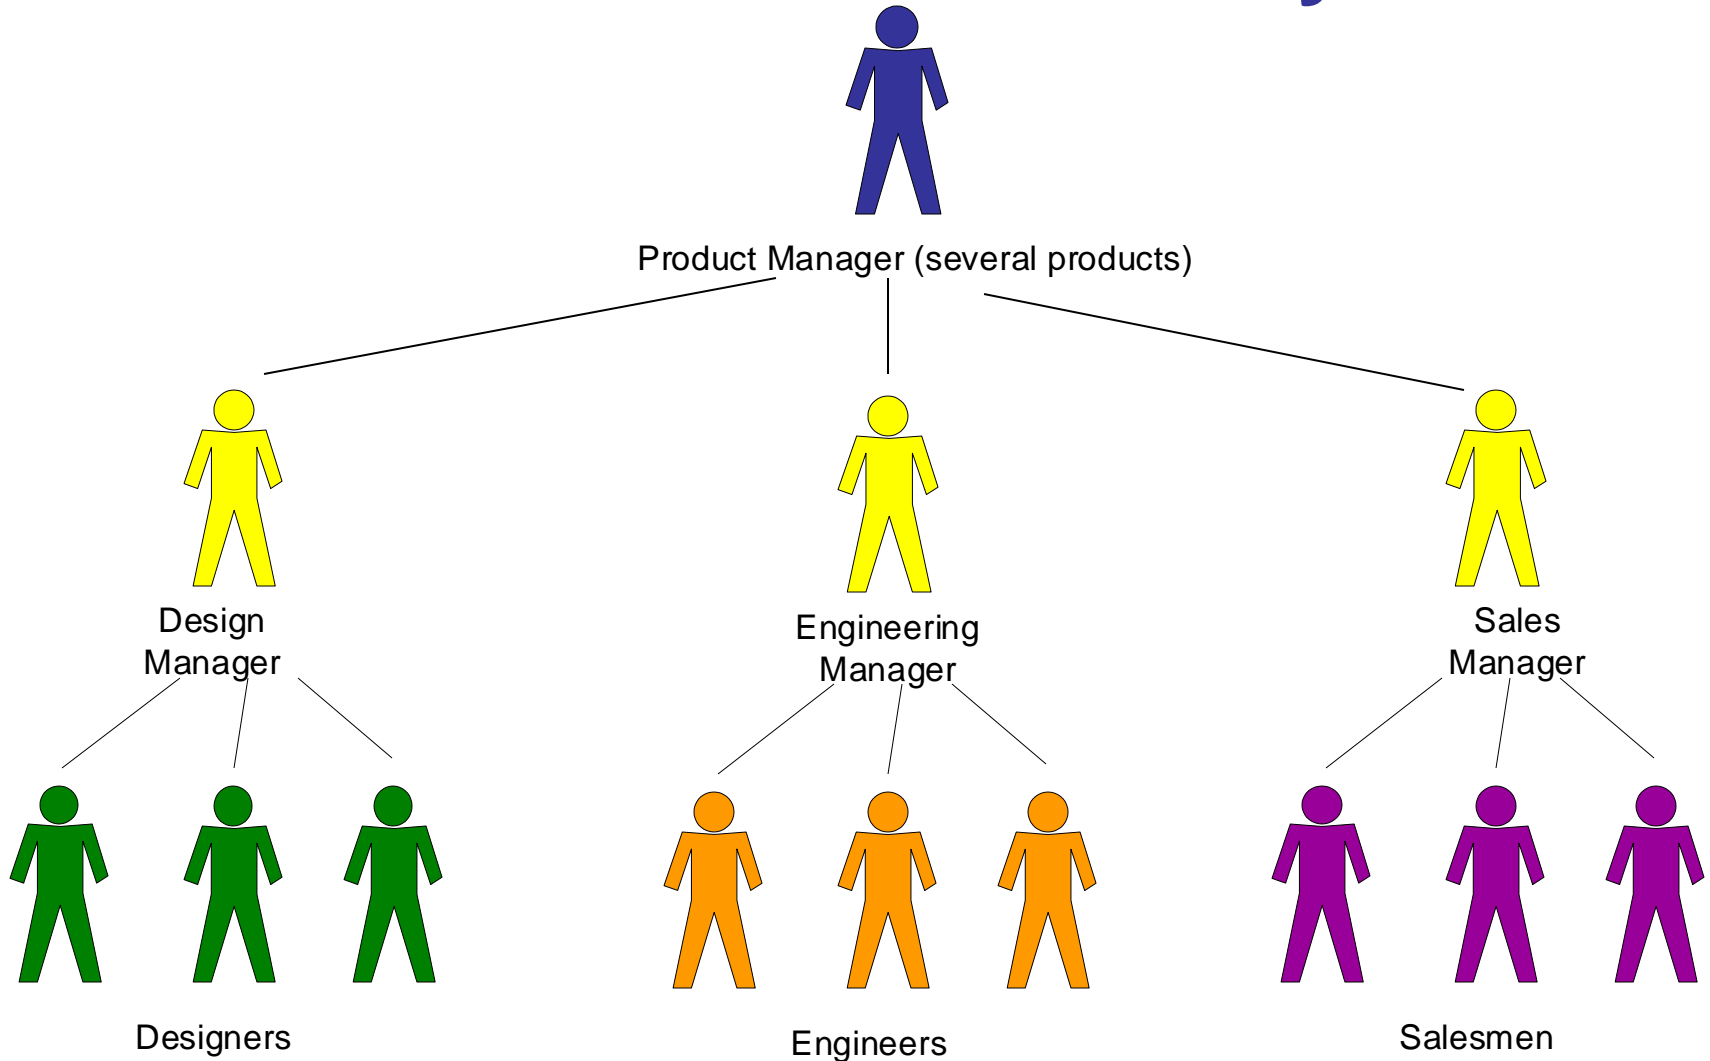 Product Manager (several products)
Design
Manager
Engineering
Manager
Sales
Manager
Designers
Engineers
Salesmen